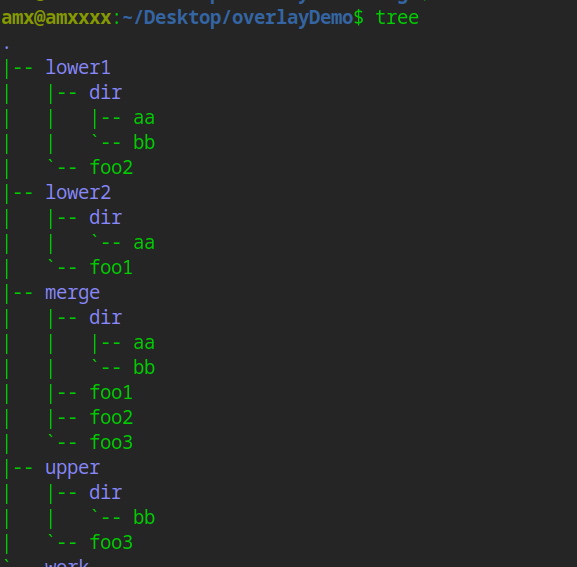 amx@amxxxx:~/Desktop/overlayDemo$ tree
.
|-- lower1
|   |-- dir
|   |   |-- aa
|   |   `-- bb
|   `-- foo2
|-- lower2
|   |-- dir
|   |   `-- aa
|   `-- foo1
|-- merge
|   |-- dir
|   |   |-- aa
|   |   `-- bb
|   |-- foo1
|   |-- foo2
|   `-- foo3
|-- upper
|   |-- dir
|   |   `-- bb
|   `-- foo3
`-- work